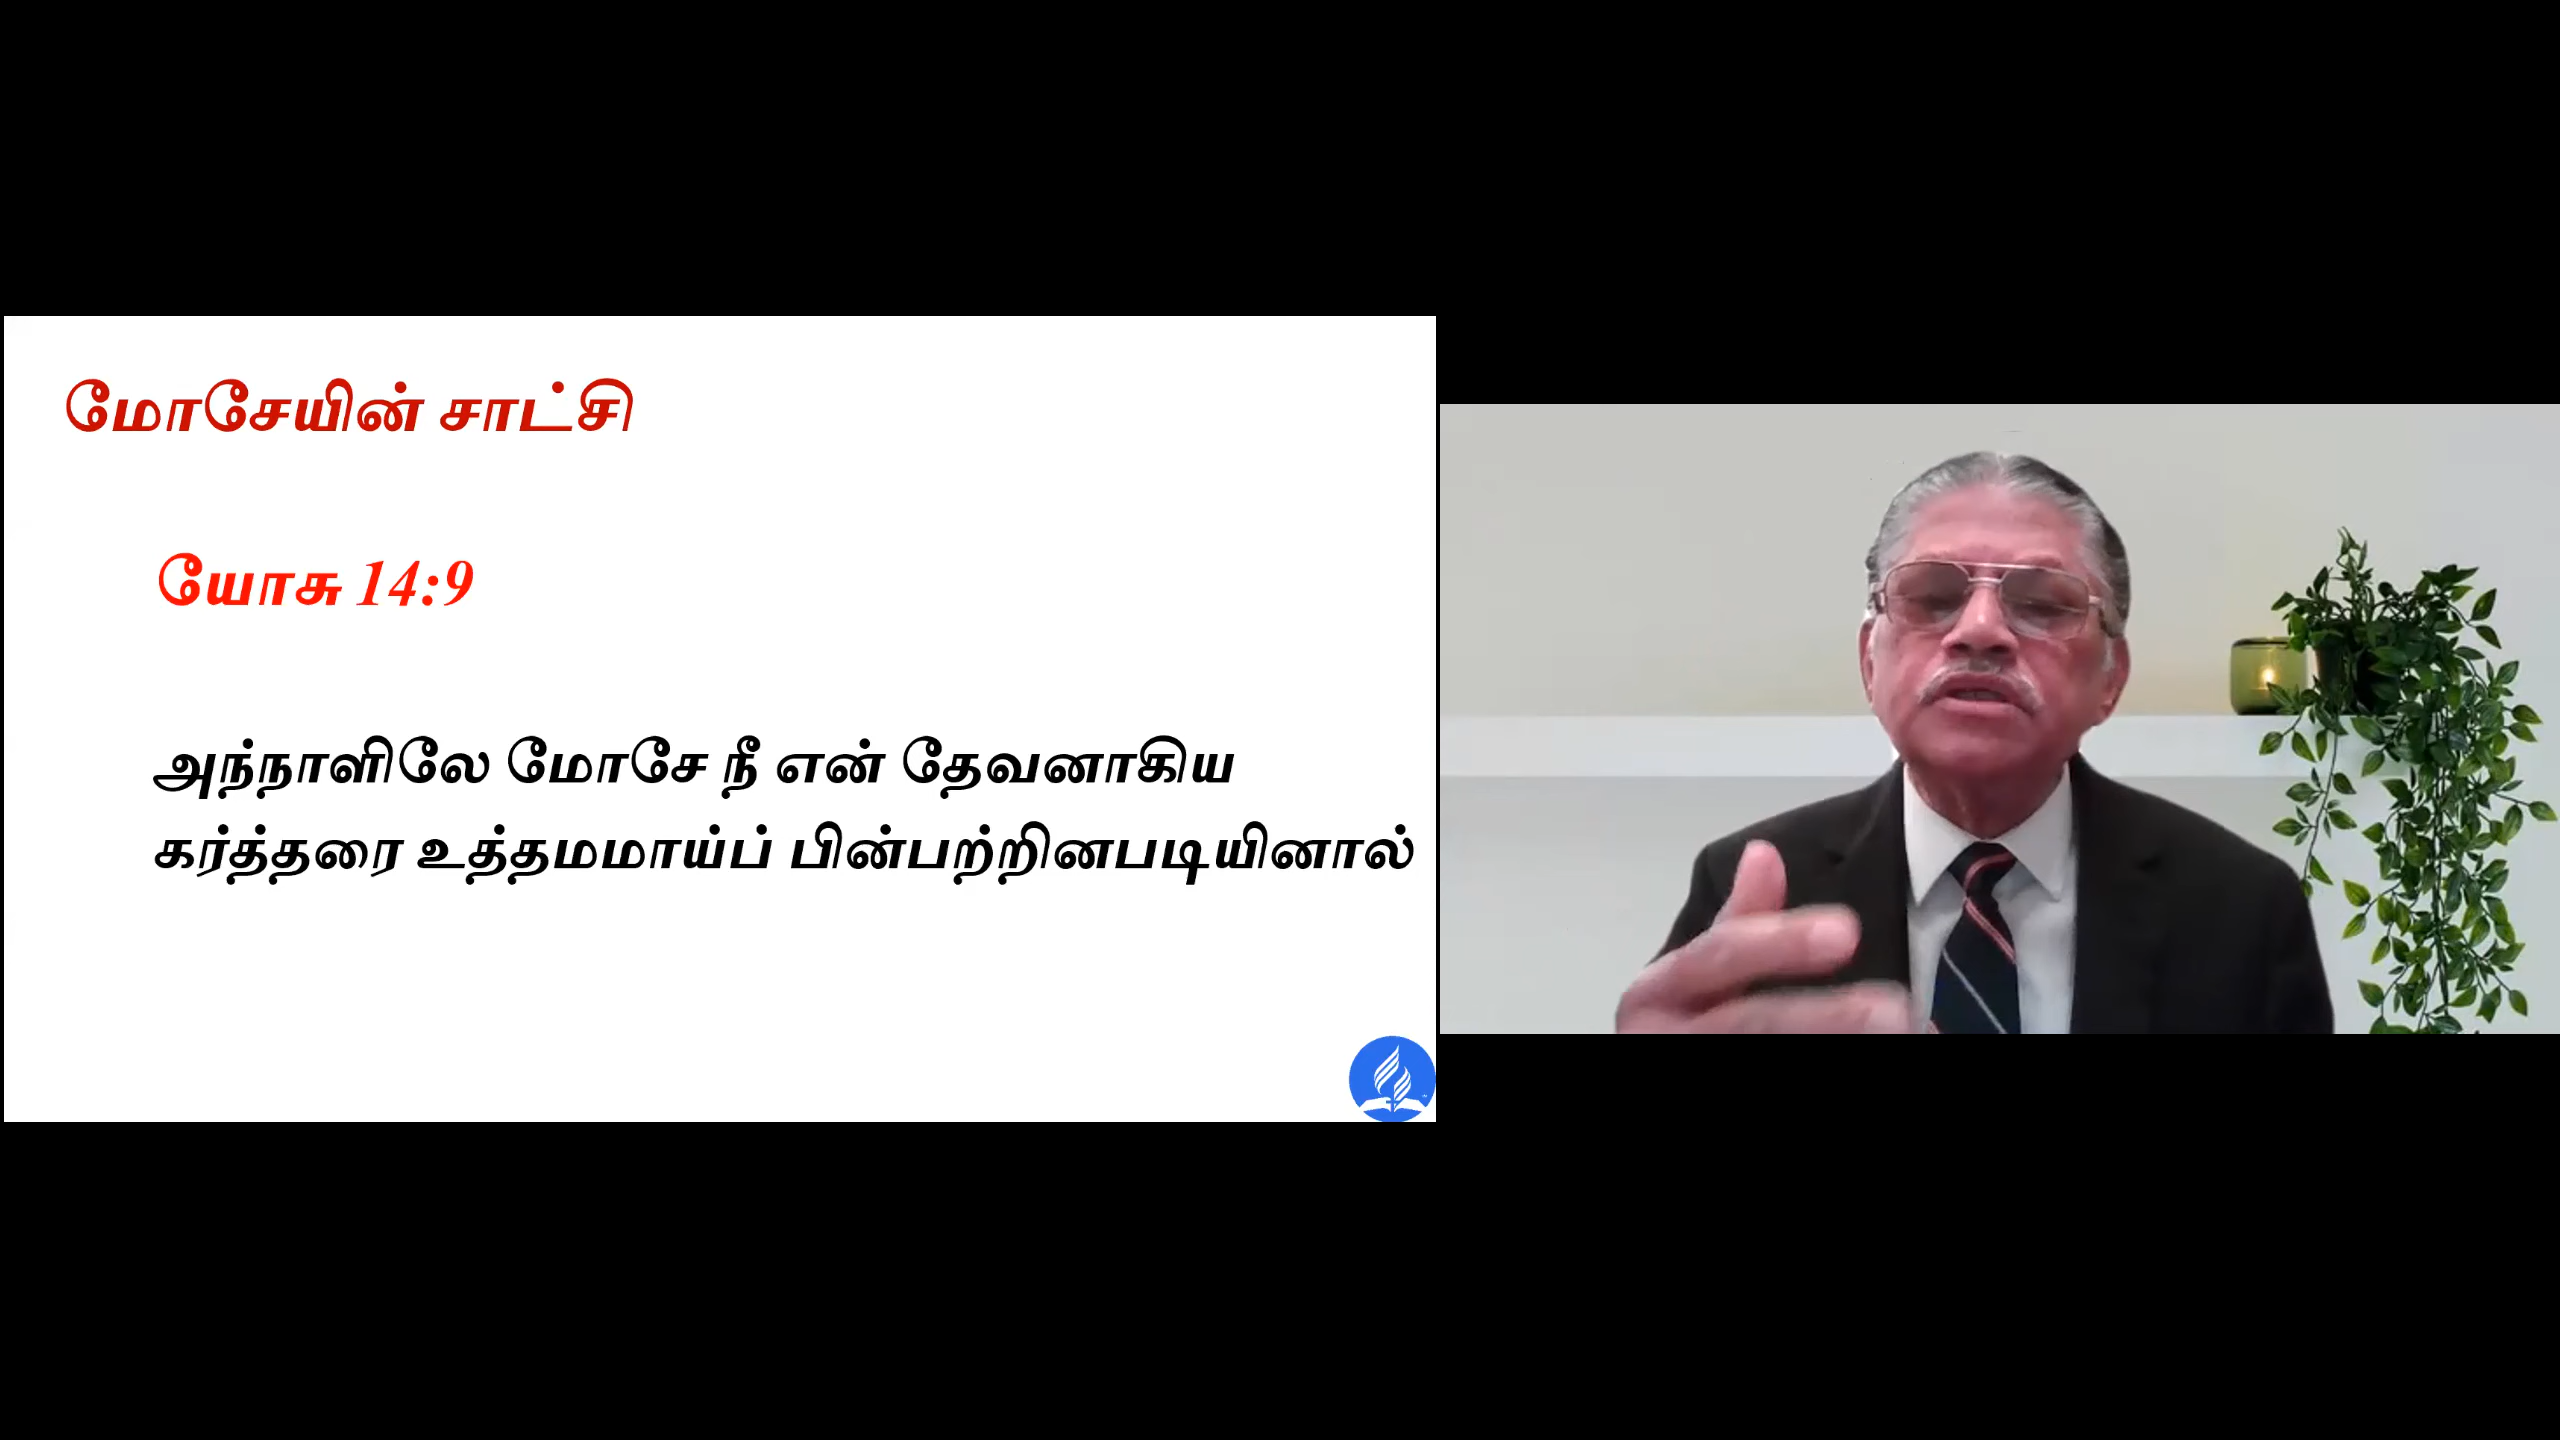 மோசேயின் சாட்சி
யோசு 14:9
அந்நாளிலே மோசே நீ என் தேவனாகிய
கர்த்தரை உத்தமமாய்ப் பின்பற்றினபடியினால்